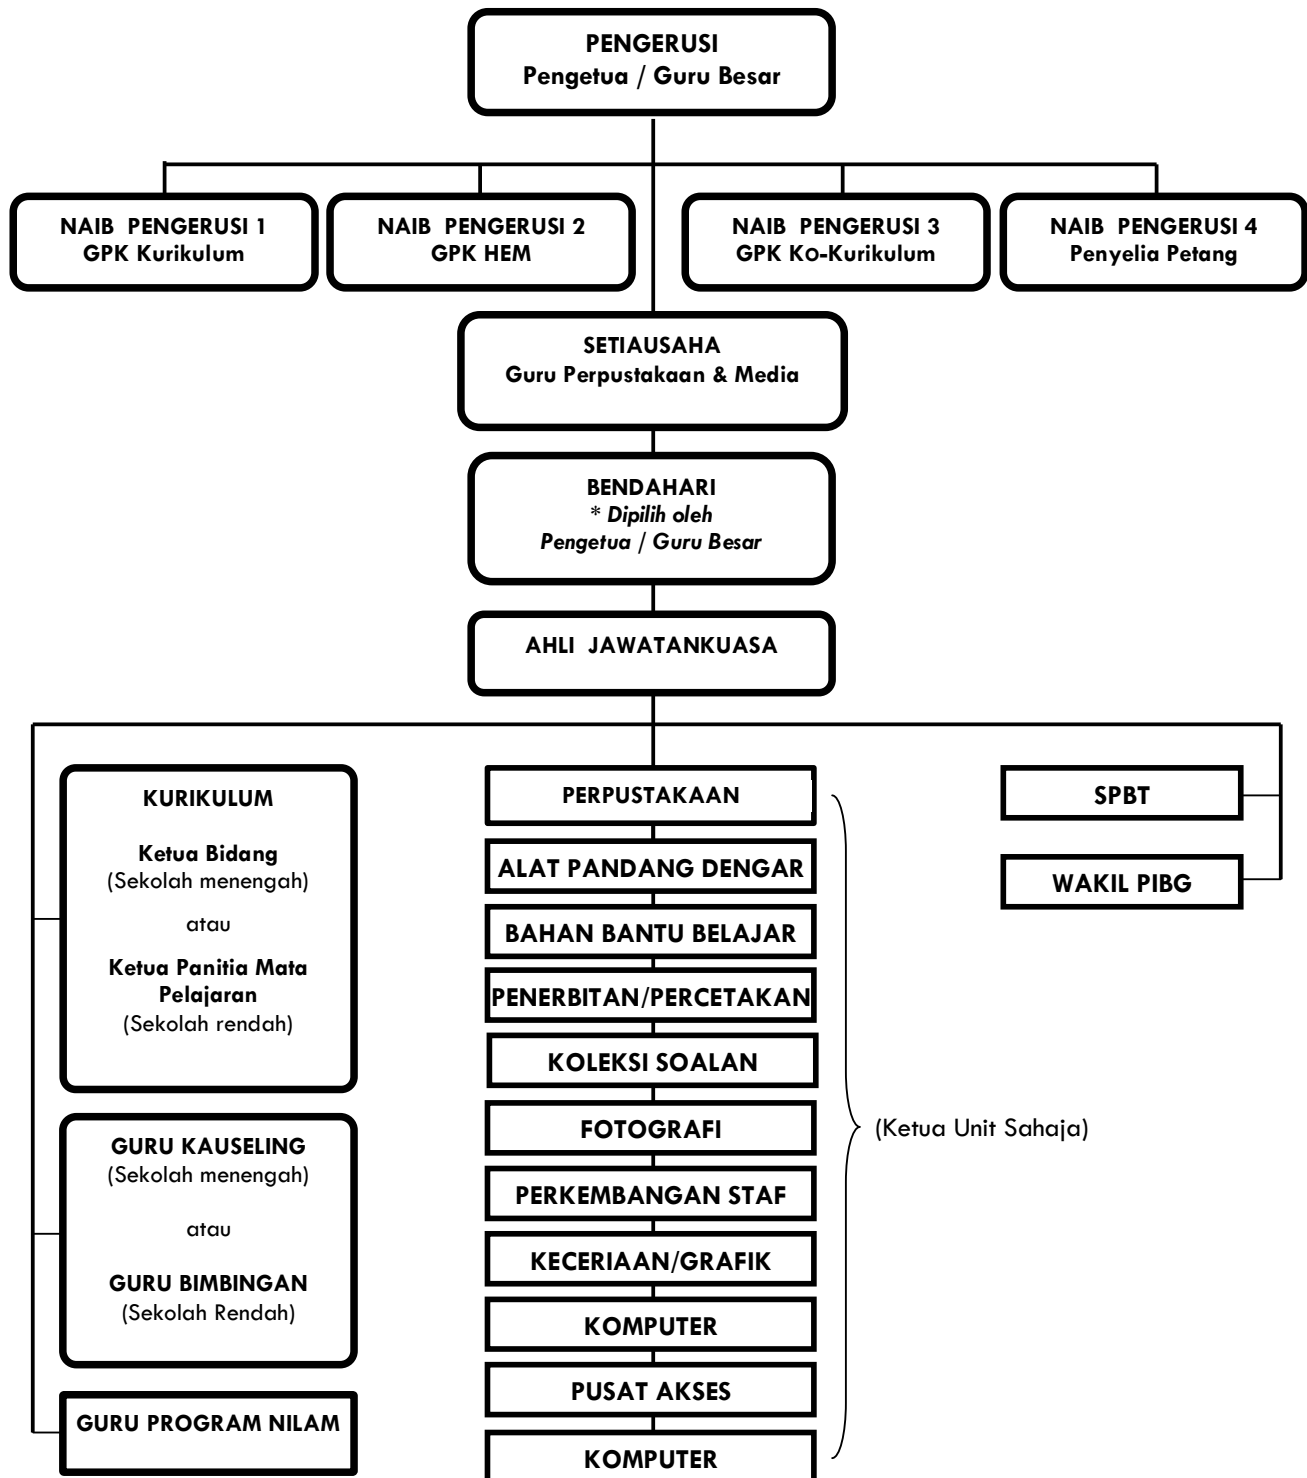 PENGERUSI
Pengetua / Guru Besar
NAIB PENGERUSI 1
GPK Kurikulum
NAIB PENGERUSI 2
GPK HEM
NAIB PENGERUSI 3
GPK Ko-Kurikulum
NAIB PENGERUSI 4
Penyelia Petang
SETIAUSAHA
Guru Perpustakaan & Media
BENDAHARI
* Dipilih oleh
Pengetua / Guru Besar
AHLI JAWATANKUASA
KURIKULUM
Ketua Bidang
(Sekolah menengah)
atau
Ketua Panitia Mata
Pelajaran
(Sekolah rendah)
GURU KAUSELING
(Sekolah menengah)
atau
GURU BIMBINGAN
(Sekolah Rendah)
GURU PROGRAM NILAM
PERPUSTAKAAN
ALAT PANDANG DENGAR
BAHAN BANTU BELAJAR
PENERBITAN/PERCETAKAN
KOLEKSI SOALAN
FOTOGRAFI
PERKEMBANGAN STAF
KECERIAAN/GRAFIK
KOMPUTER
PUSAT AKSES
KOMPUTER
(Ketua Unit Sahaja)
SPBT
WAKIL PIBG